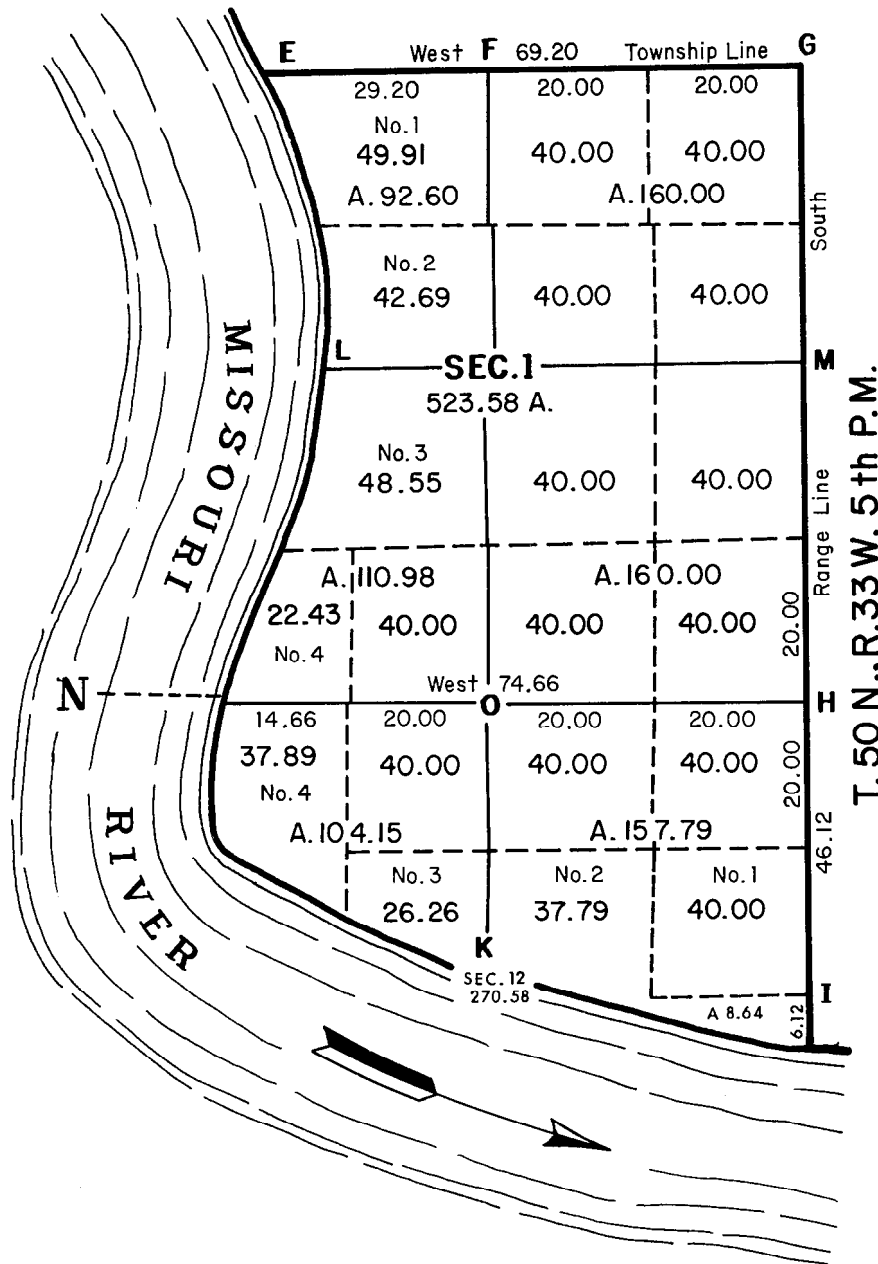 E West F 69.20 Township Line G
29.20 20.00 20.00
No.1
49.91 40.00 40.00
A. 92.60 A. 160.00
South
No. 2
42.69 40.00 40.00
L SEC. 1 M
523.58 A.
No. 3
48.55 40.00 40.00
Range Line
T. 50 N., R. 33 W. 5th P.M.
A. 110.98 A. 160.00
22.43 40.00 40.00 40.00 20.00
No. 4
N West 74.66
O H
14.66 20.00 20.00 20.00
37.89 40.00 40.00 40.00 20.00
No. 4
A. 104.15 A. 157.79
46.12
No. 3 No. 2 No. 1
26.26 37.79 40.00
K
SEC. 12
270.58 I
A 8.64 6.12
MISSOURI
RIVER